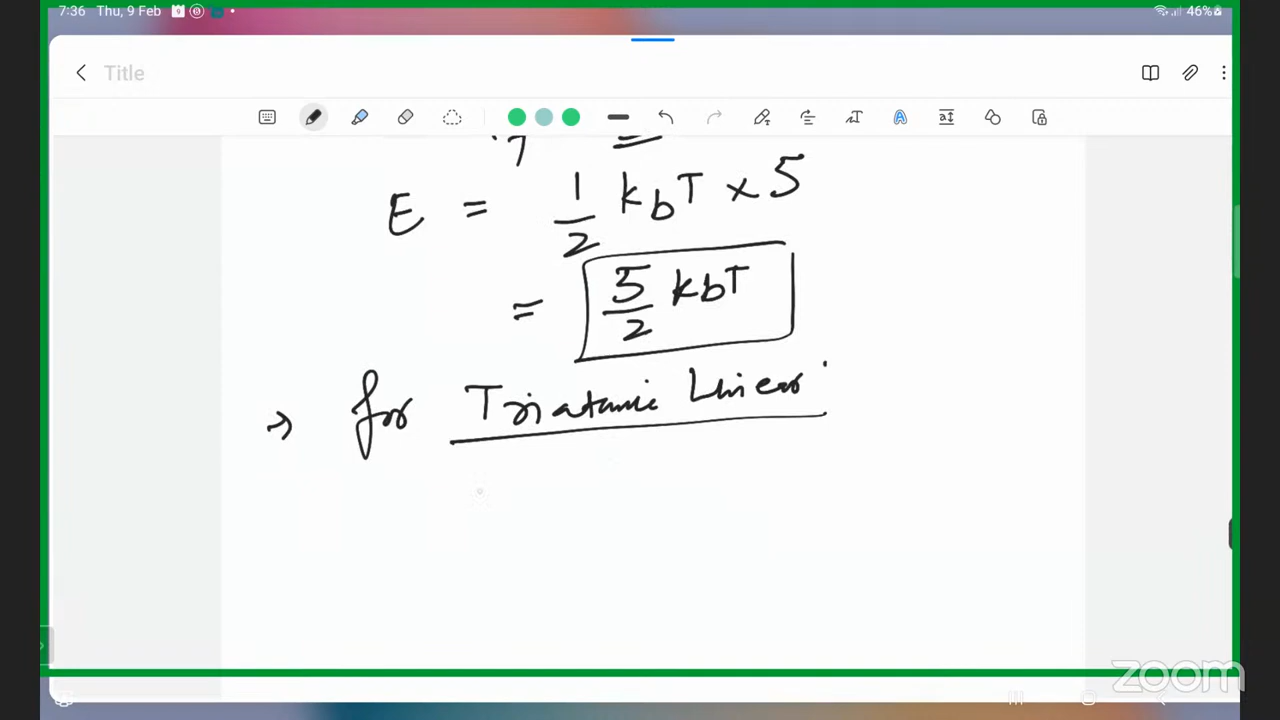 7:36 Thu, 9 Feb
46%
Title
E = 1/2 kbT × 5
= 5/2 kbT
→ for Triatomic Linear
zoom